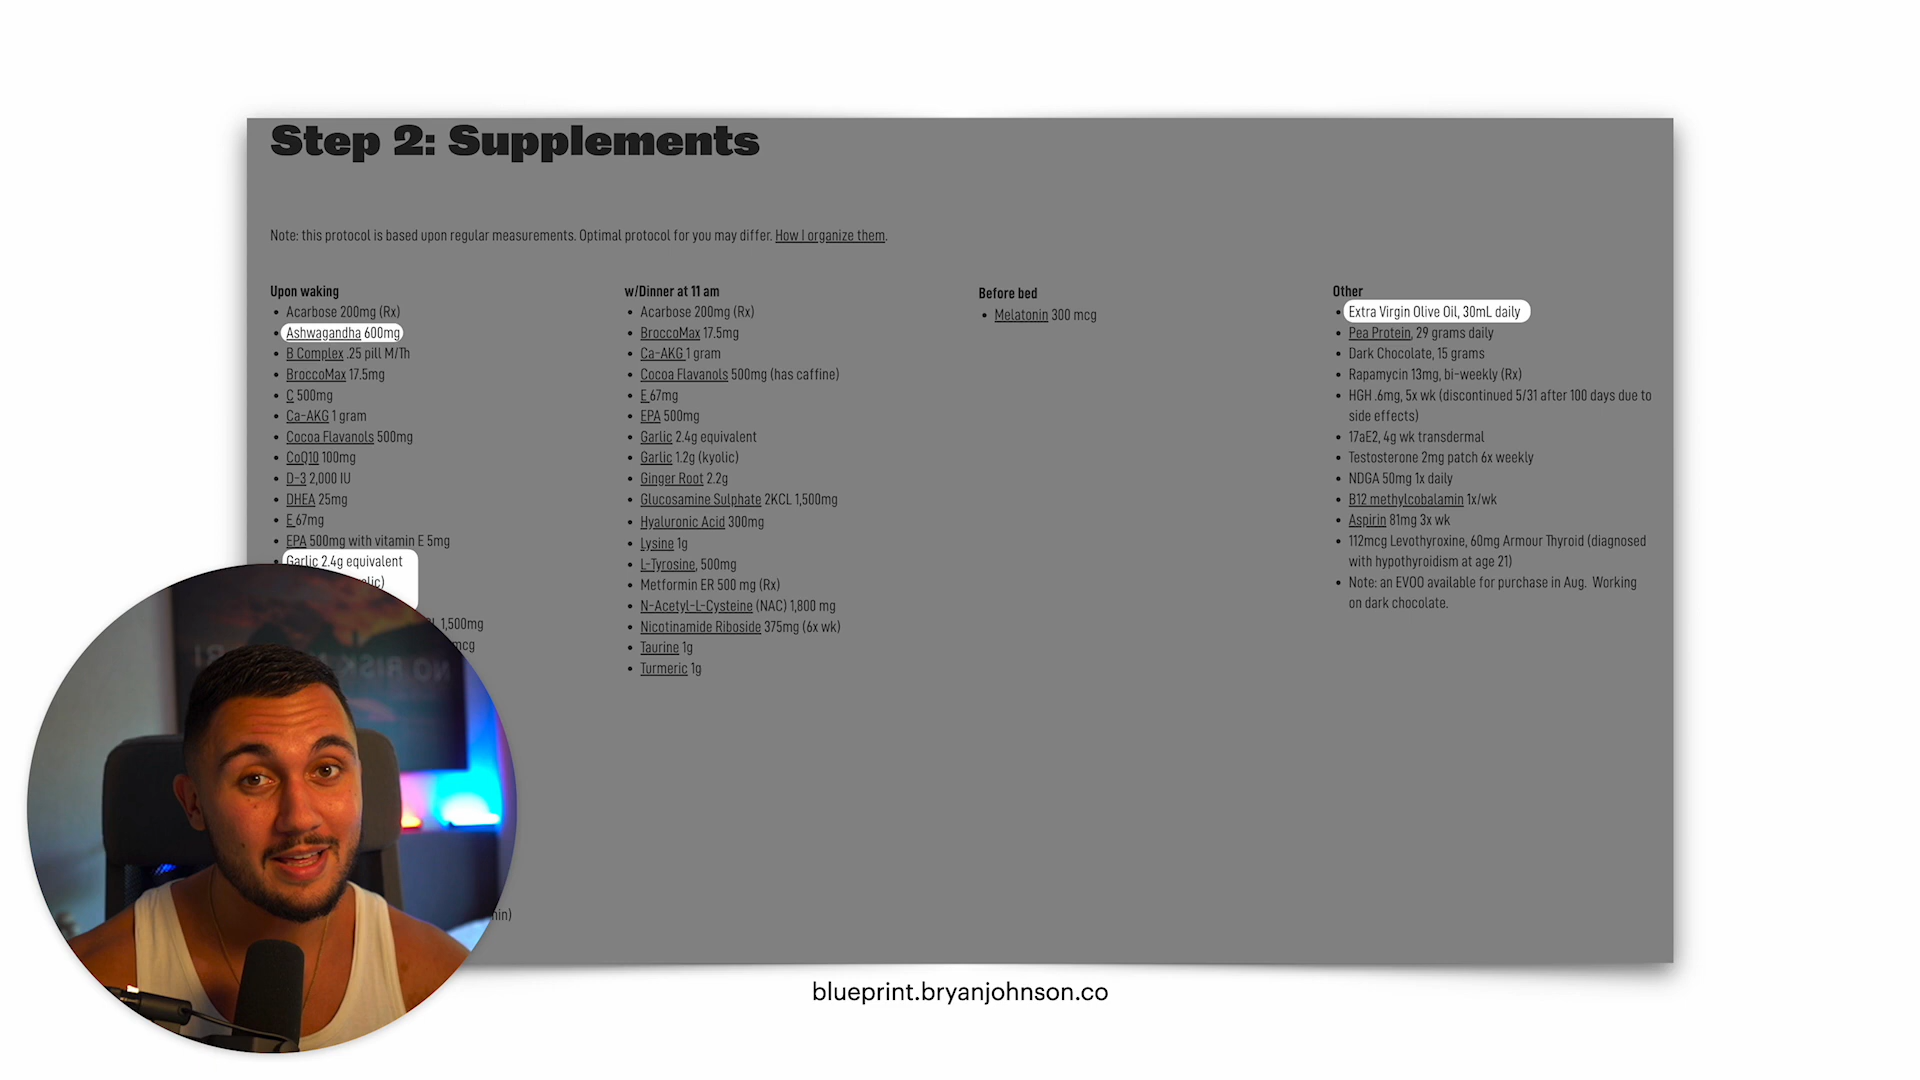 Step 2: Supplements
Note: this protocol is based upon regular measurements. Optimal protocol for you may differ. How I organize them.
Upon waking
• Acarbose 200mg (Rx)
• Ashwagandha 600mg
• B Complex .25 pill M/Th
• BroccoMax 17.5mg
• C 500mg
• Ca-AKG 1 gram
• Cocoa Flavanols 500mg
• CoQ10 100mg
• D-3 2,000 IU
• DHEA 25mg
• E 67mg
• EPA 500mg with vitamin E 5mg
• Garlic 2.4g equivalent
1,500mg
mcg
w/Dinner at 11 am
• Acarbose 200mg (Rx)
• BroccoMax 17.5mg
• Ca-AKG 1 gram
• Cocoa Flavanols 500mg (has caffine)
• E 67mg
• EPA 500mg
• Garlic 2.4g equivalent
• Garlic 1.2g (kyolic)
• Ginger Root 2.2g
• Glucosamine Sulphate 2KCL 1,500mg
• Hyaluronic Acid 300mg
• Lysine 1g
• L-Tyrosine, 500mg
• Metformin ER 500 mg (Rx)
• N-Acetyl-L-Cysteine (NAC) 1,800 mg
• Nicotinamide Riboside 375mg (6x wk)
• Taurine 1g
• Turmeric 1g
Before bed
• Melatonin 300 mcg
Other
• Extra Virgin Olive Oil, 30mL daily
• Pea Protein, 29 grams daily
• Dark Chocolate, 15 grams
• Rapamycin 13mg, bi-weekly (Rx)
• HGH .6mg, 5x wk (discontinued 5/31 after 100 days due to
side effects)
• 17aE2, 4g wk transdermal
• Testosterone 2mg patch 6x weekly
• NDGA 50mg 1x daily
• B12 methylcobalamin 1x/wk
• Aspirin 81mg 3x wk
• 112mcg Levothyroxine, 60mg Armour Thyroid (diagnosed
with hypothyroidism at age 21)
• Note: an EVOO available for purchase in Aug. Working
on dark chocolate.
NO RISK
blueprint.bryanjohnson.co